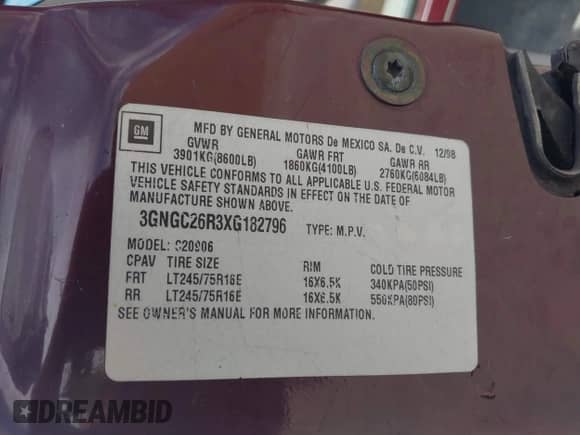 GM
MFD BY GENERAL MOTORS De MEXICO SA. De C.V. 12/98
GVWR GAWR FRT GAWR RR
3901KG(8600LB) 1860KG(4100LB) 2760KG(6084LB)
THIS VEHICLE CONFORMS TO ALL APPLICABLE U.S. FEDERAL MOTOR
VEHICLE SAFETY STANDARDS IN EFFECT ON THE DATE OF
MANUFACTURE SHOWN ABOVE.
3GNGC26R3XG182796 TYPE: M.P.V.
MODEL: C20906
CPAV TIRE SIZE RIM COLD TIRE PRESSURE
FRT LT245/75R16E 16X6.5K 340KPA(50PSI)
RR LT245/75R16E 16X6.5K 550KPA(80PSI)
SEE OWNER'S MANUAL FOR MORE INFORMATION.
DREAMBID